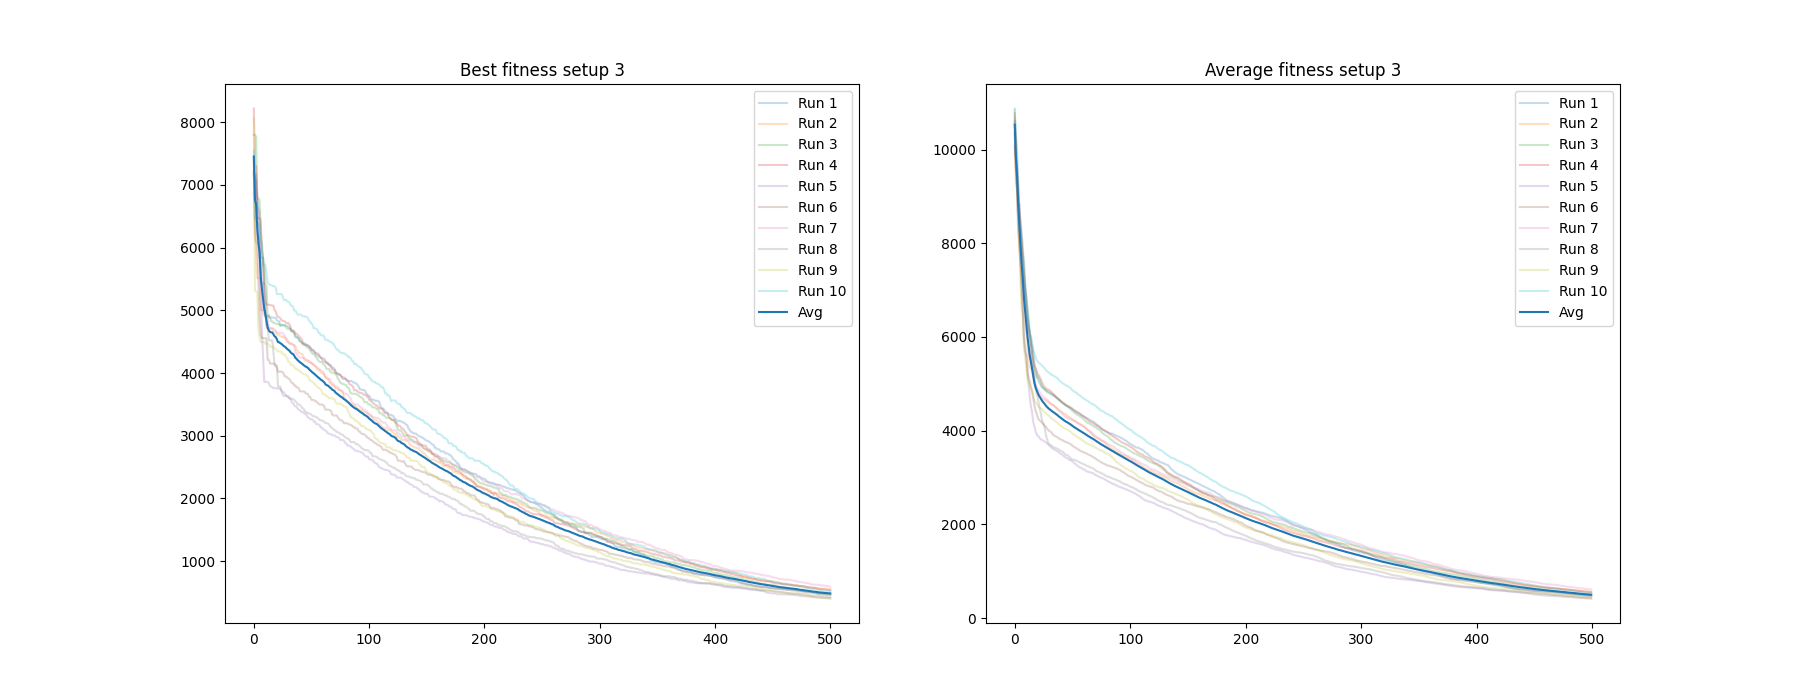 Best fitness setup 3
8000
7000
6000
5000
4000
3000
2000
1000
0 100 200 300 400 500
Run 1
Run 2
Run 3
Run 4
Run 5
Run 6
Run 7
Run 8
Run 9
Run 10
Avg
Average fitness setup 3
10000
8000
6000
4000
2000
0
0 100 200 300 400 500
Run 1
Run 2
Run 3
Run 4
Run 5
Run 6
Run 7
Run 8
Run 9
Run 10
Avg